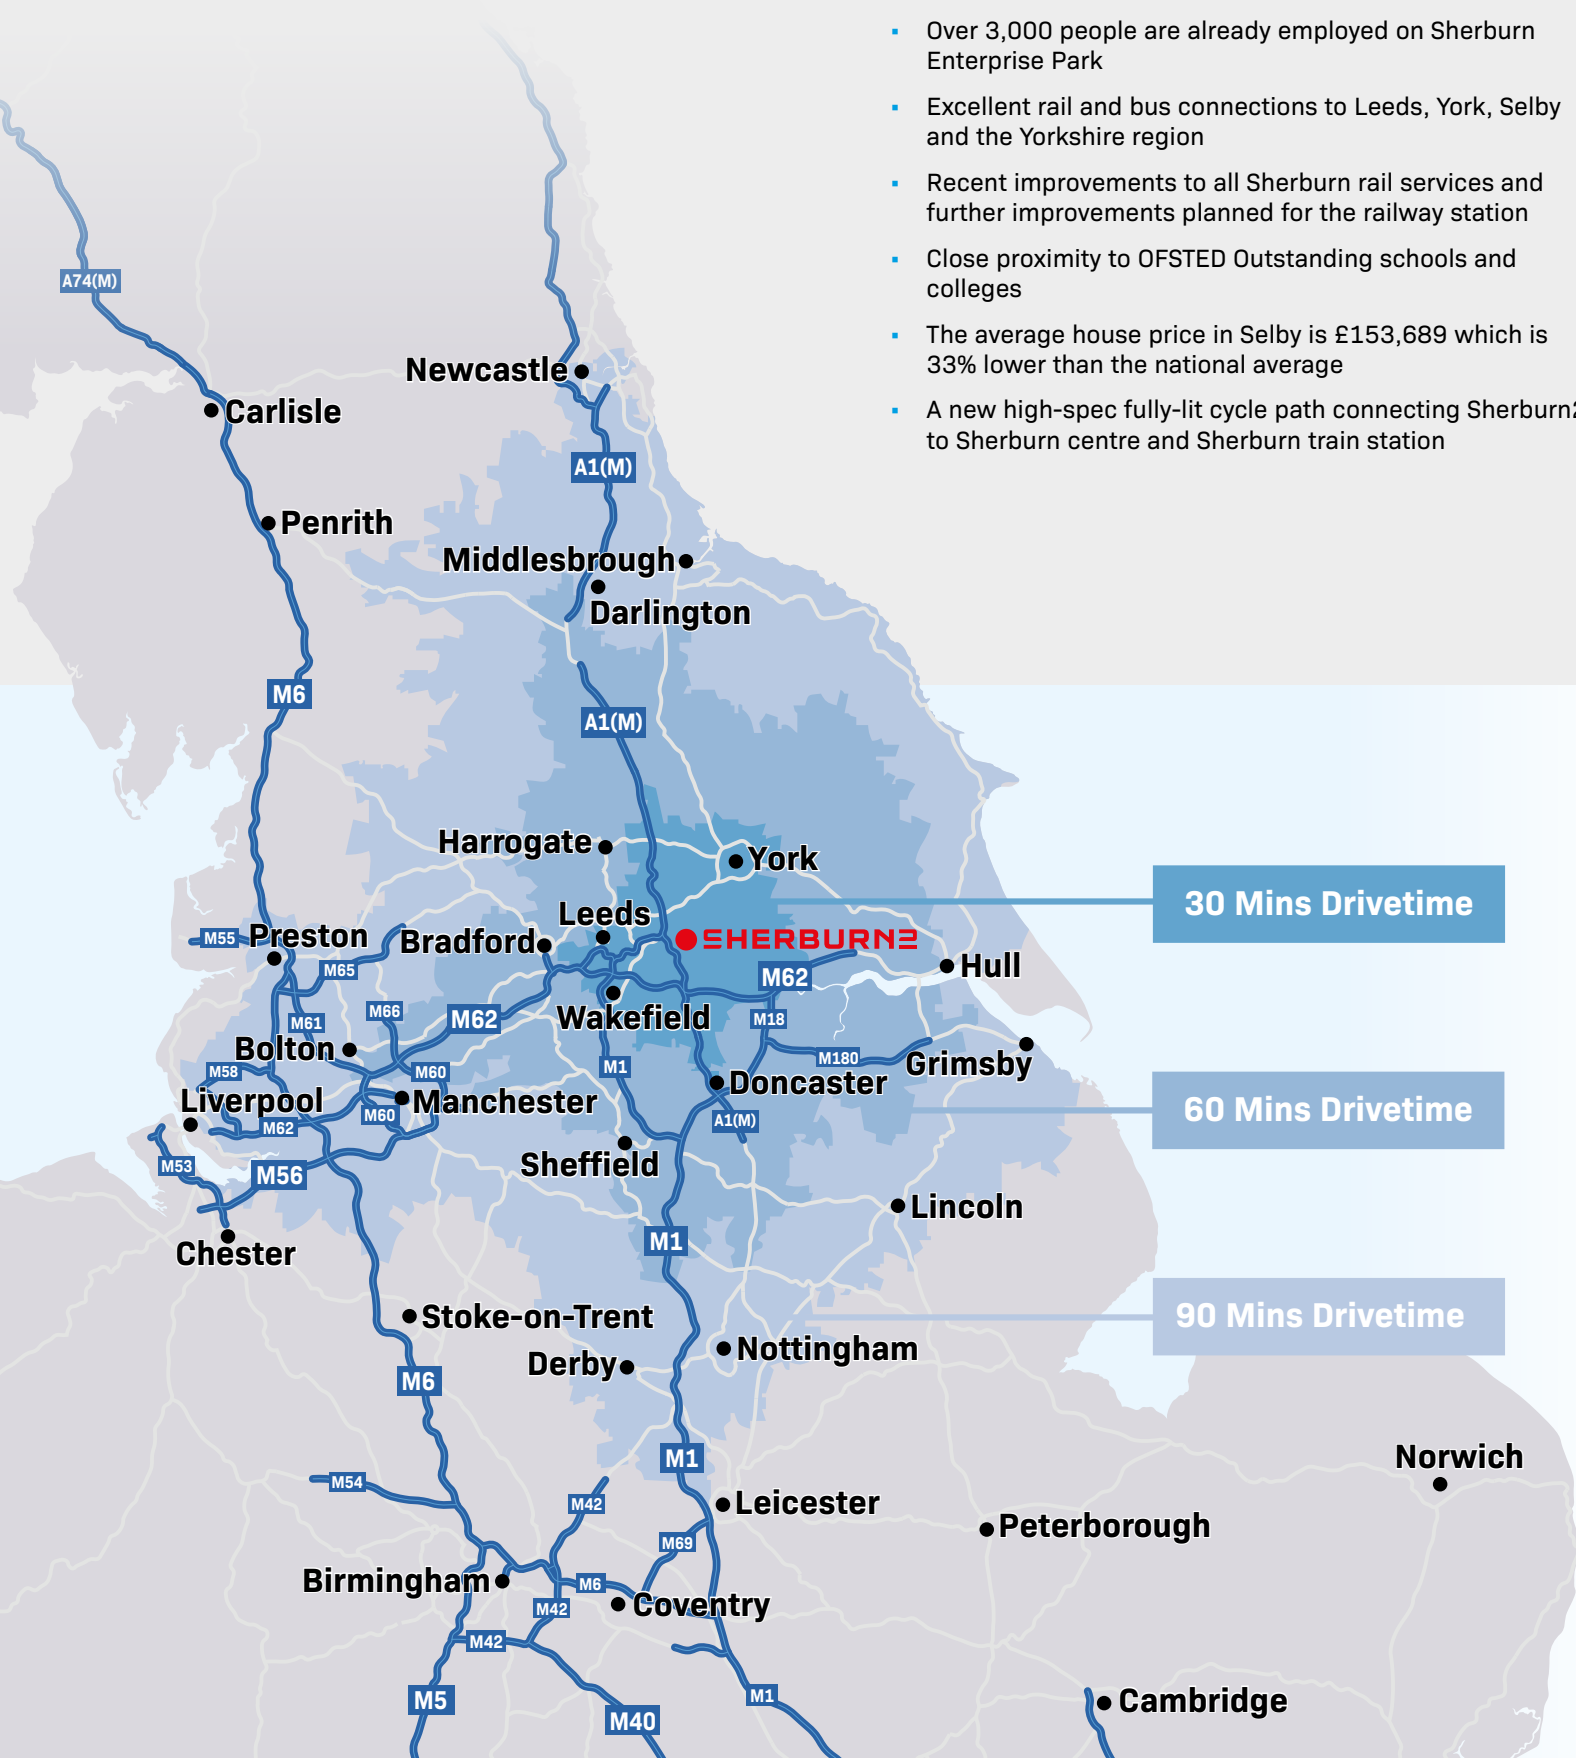 ▪ Over 3,000 people are already employed on Sherburn
Enterprise Park
▪ Excellent rail and bus connections to Leeds, York, Selby
and the Yorkshire region
▪ Recent improvements to all Sherburn rail services and
further improvements planned for the railway station
▪ Close proximity to OFSTED Outstanding schools and
colleges
▪ The average house price in Selby is £153,689 which is
33% lower than the national average
▪ A new high-spec fully-lit cycle path connecting Sherburn2
to Sherburn centre and Sherburn train station
A74(M)
Newcastle
Carlisle
A1(M)
Penrith
Middlesbrough
Darlington
M6
A1(M)
Harrogate
York
30 Mins Drivetime
Leeds
M55
Preston
Bradford
SHERBURN2
Hull
M65
M62
M66
M61
M62
Wakefield
M18
Bolton
M58
M60
M1
M180
Grimsby
Doncaster
Liverpool
M60
Manchester
60 Mins Drivetime
M62
A1(M)
M53
M56
Sheffield
Lincoln
Chester
M1
Stoke-on-Trent
90 Mins Drivetime
Derby
Nottingham
M6
M1
Norwich
M54
M42
Leicester
Peterborough
M69
Birmingham
M6
M42
Coventry
M42
M5
M1
Cambridge
M40